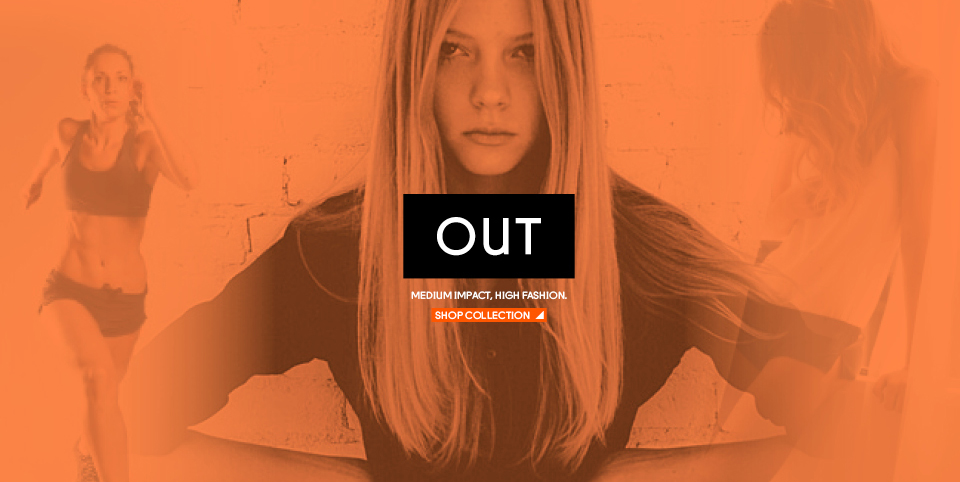 OUT
MEDIUM IMPACT, HIGH FASHION.
SHOP COLLECTION